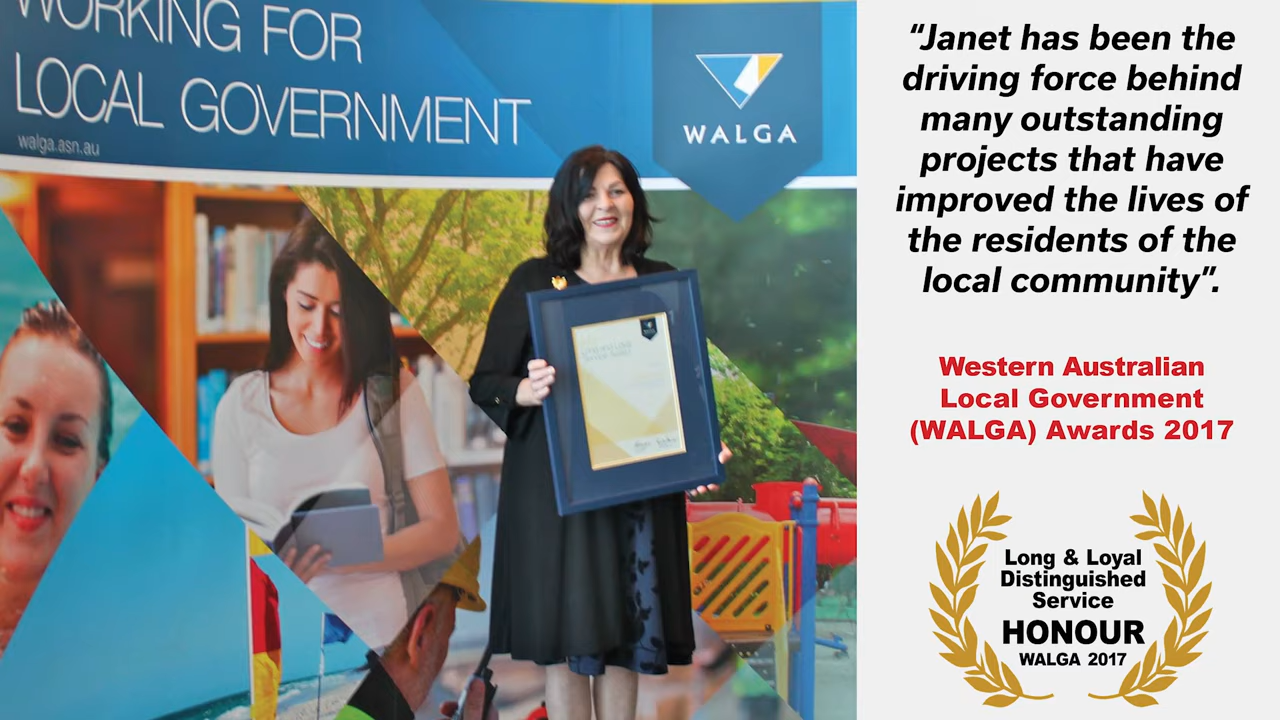 WORKING FOR
LOCAL GOVERNMENT
walga.asn.au
WALGA
“Janet has been the
driving force behind
many outstanding
projects that have
improved the lives of
the residents of the
local community”.
Western Australian
Local Government
(WALGA) Awards 2017
Long & Loyal
Distinguished
Service
HONOUR
WALGA 2017